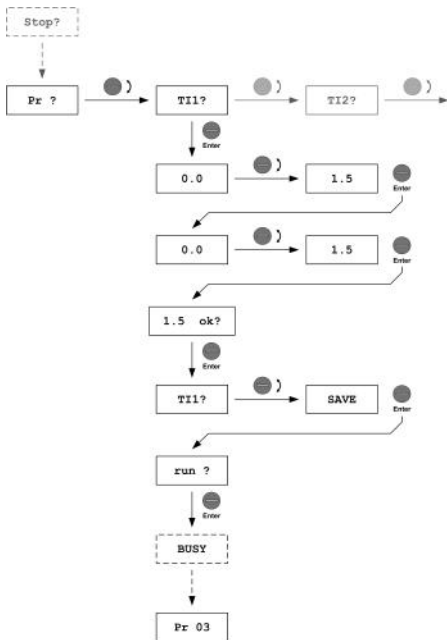 Stop?
Pr ? TI1? TI2?
Enter
0.0 1.5 Enter
0.0 1.5 Enter
1.5 ok?
Enter
TI1? SAVE Enter
run ?
Enter
BUSY
Pr 03